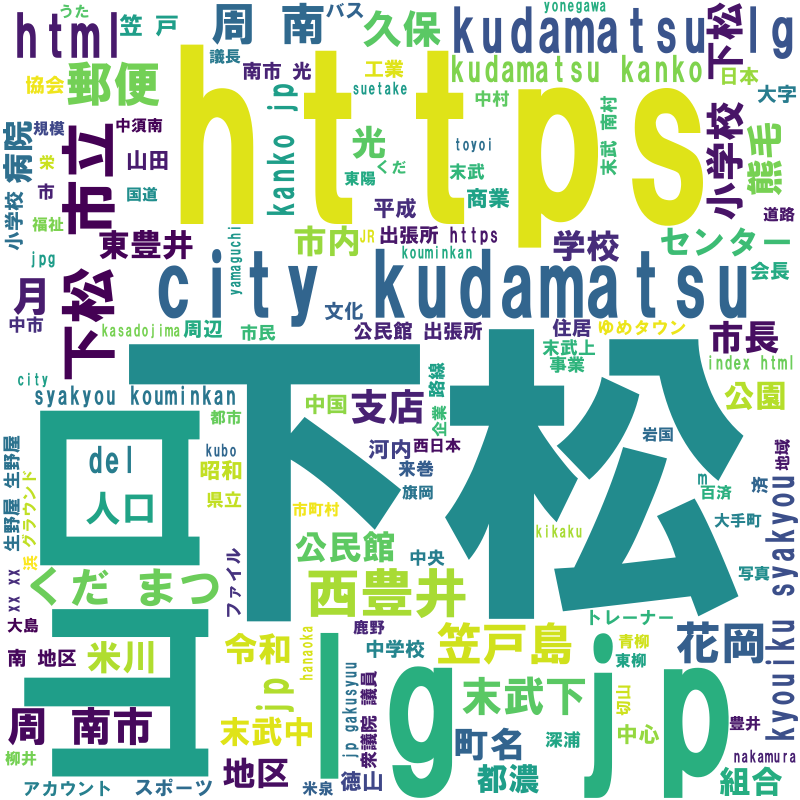 うた
笠戸
html
周 南
バス
yonegawa
議長
久保
kudamatsu lg
下松
協会
郵便
南市 光
工業
suetake
kudamatsu kanko
日本
中村
大字
https
kanko jp
病院
規模
中須南
市立
栄
山田
市
国道
小学校
福祉
光
くだ
toyoi
東陽
末武
平成
商業
末武 南村
小学校
熊毛
道路
東豊井
jpg
yamaguchi
市内
JR
出張所 https
kouminkan
学校
センター
会長
月
中市
下松
city kudamatsu
文化
kasadojima
周辺
市民
公民館 出張所
住居
ゆめタウン
市長
末武上
事業
index html
city
syakyou kouminkan
下松
都市
中国
支店
企業 路線
公園
生野屋 生野屋
グラウンド
浜
del
人口
kubo
昭和
県立
河内
西日本
来巻
旗岡
岩国
m
百済
済
地域
市町村
大手町
kikaku
公民館
中央
写真
xx xx
くだ まつ
ファイル
西豊井
kyouiku syakyou
トレーナー
大島
南 地区
米川
令和
hanaoka
鹿野
中学校
笠戸島
青柳
東柳
花岡
lg jp
jp
jp gakusyuu
衆議院 議員
周 南市
末武中
末武下
町名
深浦
中心
豊井
柳井
地区
徳山
都濃
nakamura
アカウント
スポーツ
米泉
組合